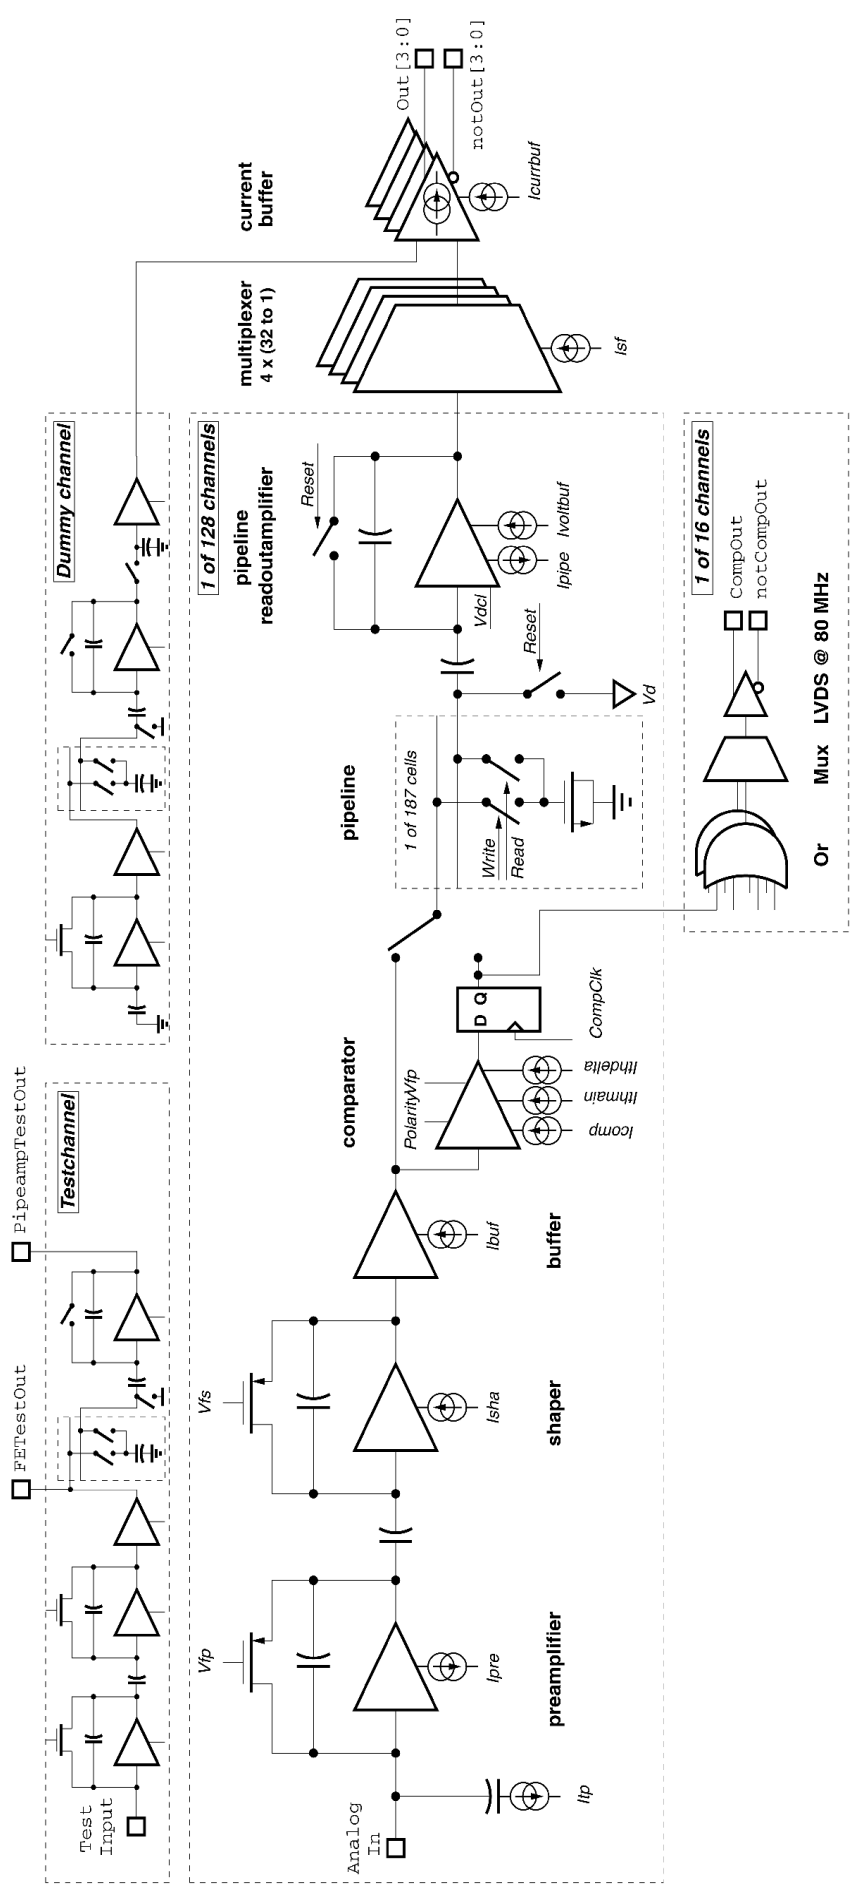 Test
Input
FETestOut
PipeampTestOut
Testchannel
Dummy channel
1 of 128 channels
Analog
In
Itp
Vfp
Ipre
preamplifier
Vfs
Isha
shaper
Ibuf
buffer
comparator
PolarityVfp
Icomp
Ithmain
Ithdelta
D Q
CompClk
pipeline
1 of 187 cells
Write
Read
Reset
Vd
pipeline
readoutamplifier
Reset
Vdcl
Ipipe
Ivoltbuf
multiplexer
4 x (32 to 1)
Isf
current
buffer
Icurrbuf
Out[3:0]
notOut[3:0]
1 of 16 channels
CompOut
notCompOut
Or
Mux
LVDS @ 80 MHz